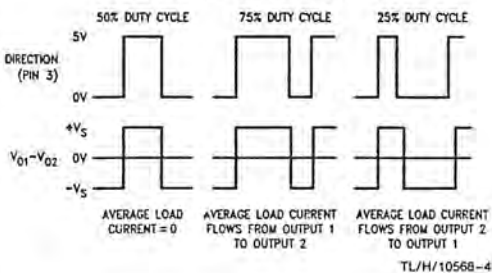 50% DUTY CYCLE 75% DUTY CYCLE 25% DUTY CYCLE
5V
DIRECTION
(PIN 3)
0V
+VS
VO1-VO2 0V
-VS
AVERAGE LOAD
CURRENT = 0
AVERAGE LOAD CURRENT
FLOWS FROM OUTPUT 1
TO OUTPUT 2
AVERAGE LOAD CURRENT
FLOWS FROM OUTPUT 2
TO OUTPUT 1
TL/H/10568-4